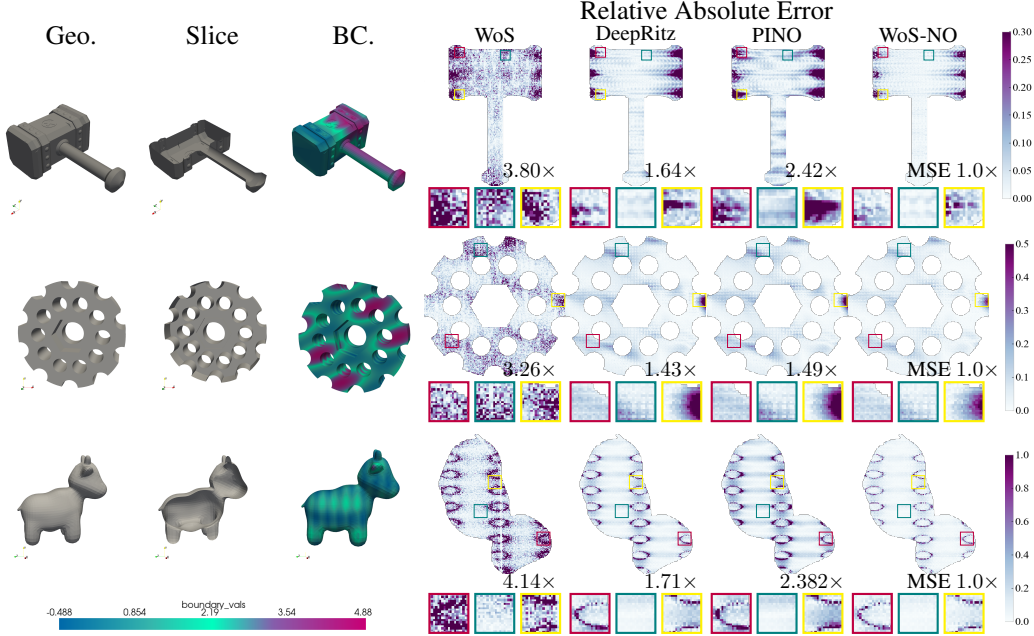 Relative Absolute Error
Geo. Slice BC. WoS DeepRitz PINO WoS-NO
0.30
0.25
0.20
0.15
0.10
0.05
0.00
3.80× 1.64× 2.42× MSE 1.0×
0.5
0.4
0.3
0.2
0.1
0.0
3.26× 1.43× 1.49× MSE 1.0×
1.0
0.8
0.6
0.4
0.2
0.0
4.14× 1.71× 2.382× MSE 1.0×
boundary_vals
-0.488 0.854 2.19 3.54 4.88